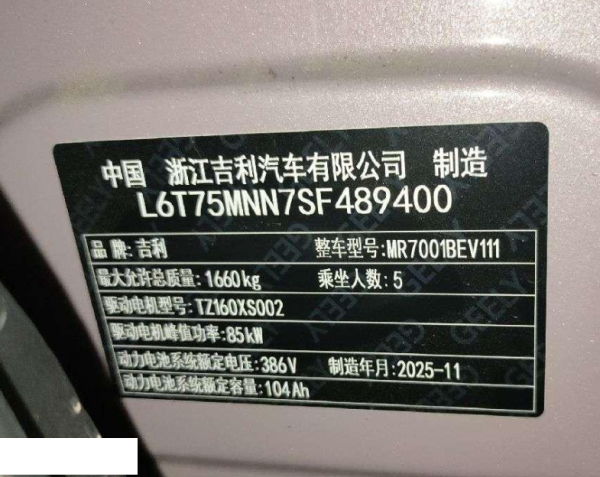 中国 浙江吉利汽车有限公司 制造
L6T75MNN7SF489400
品牌:吉利 整车型号:MR7001BEV111
最大允许总质量:1660kg 乘坐人数:5
驱动电机型号:TZ160XS002
驱动电机峰值功率:85kW
动力电池系统额定电压:386V 制造年月:2025-11
动力电池系统额定容量:104Ah